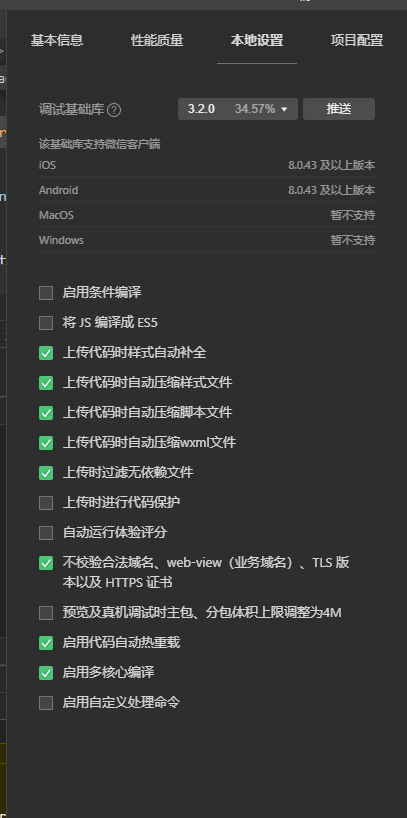 基本信息 性能质量 本地设置 项目配置
调试基础库 ? 3.2.0 34.57% 推送
该基础库支持微信客户端
iOS 8.0.43 及以上版本
Android 8.0.43 及以上版本
MacOS 暂不支持
Windows 暂不支持
启用条件编译
将 JS 编译成 ES5
上传代码时样式自动补全
上传代码时自动压缩样式文件
上传代码时自动压缩脚本文件
上传代码时自动压缩wxml文件
上传时过滤无依赖文件
上传时进行代码保护
自动运行体验评分
不校验合法域名、web-view（业务域名）、TLS 版
本以及 HTTPS 证书
预览及真机调试时主包、分包体积上限调整为4M
启用代码自动热重载
启用多核心编译
启用自定义处理命令